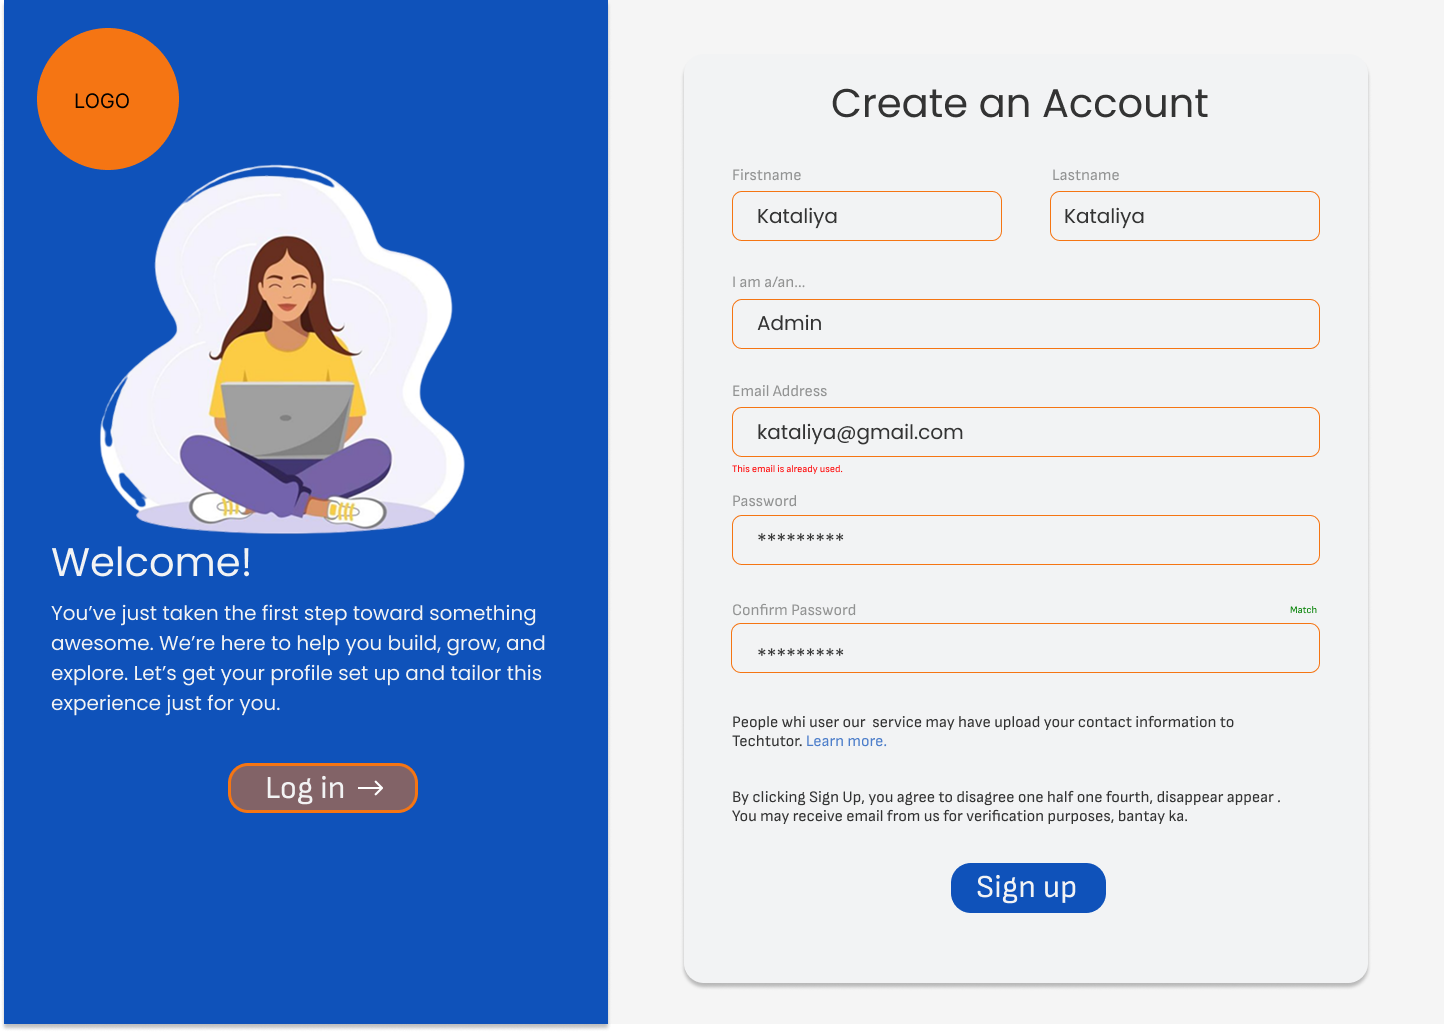 LOGO
Welcome!
You’ve just taken the first step toward something
awesome. We’re here to help you build, grow, and
explore. Let’s get your profile set up and tailor this
experience just for you.
Log in →
Create an Account
Firstname
Lastname
Kataliya
Kataliya
I am a/an...
Admin
Email Address
kataliya@gmail.com
This email is already used.
Password
*********
Confirm Password
Match
*********
People whi user our  service may have upload your contact information to
Techtutor. Learn more.
By clicking Sign Up, you agree to disagree one half one fourth, disappear appear .
You may receive email from us for verification purposes, bantay ka.
Sign up